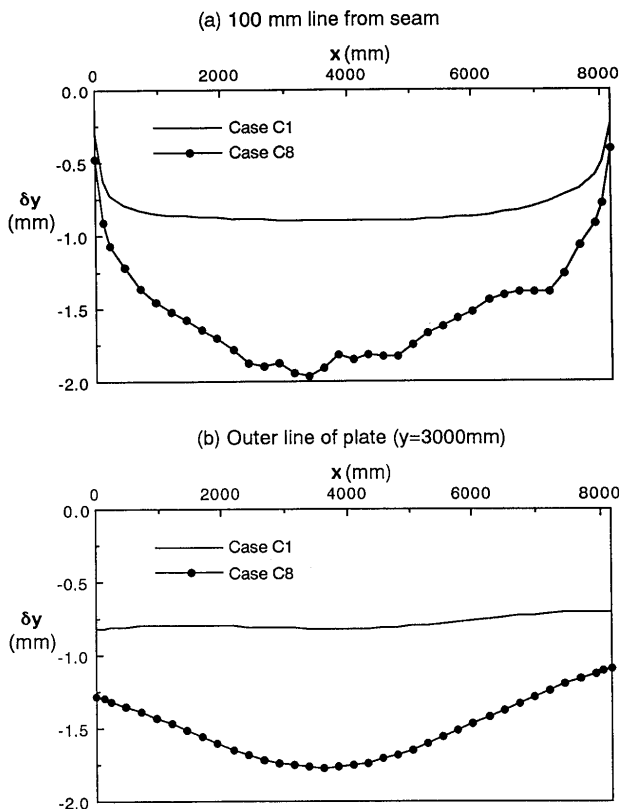 (a) 100 mm line from seam
x (mm)
0 2000 4000 6000 8000
0.0
Case C1
-0.5
Case C8
δy
(mm)
-1.0
-1.5
-2.0
(b) Outer line of plate (y=3000mm)
x (mm)
0 2000 4000 6000 8000
0.0
Case C1
-0.5
Case C8
δy
(mm)
-1.0
-1.5
-2.0